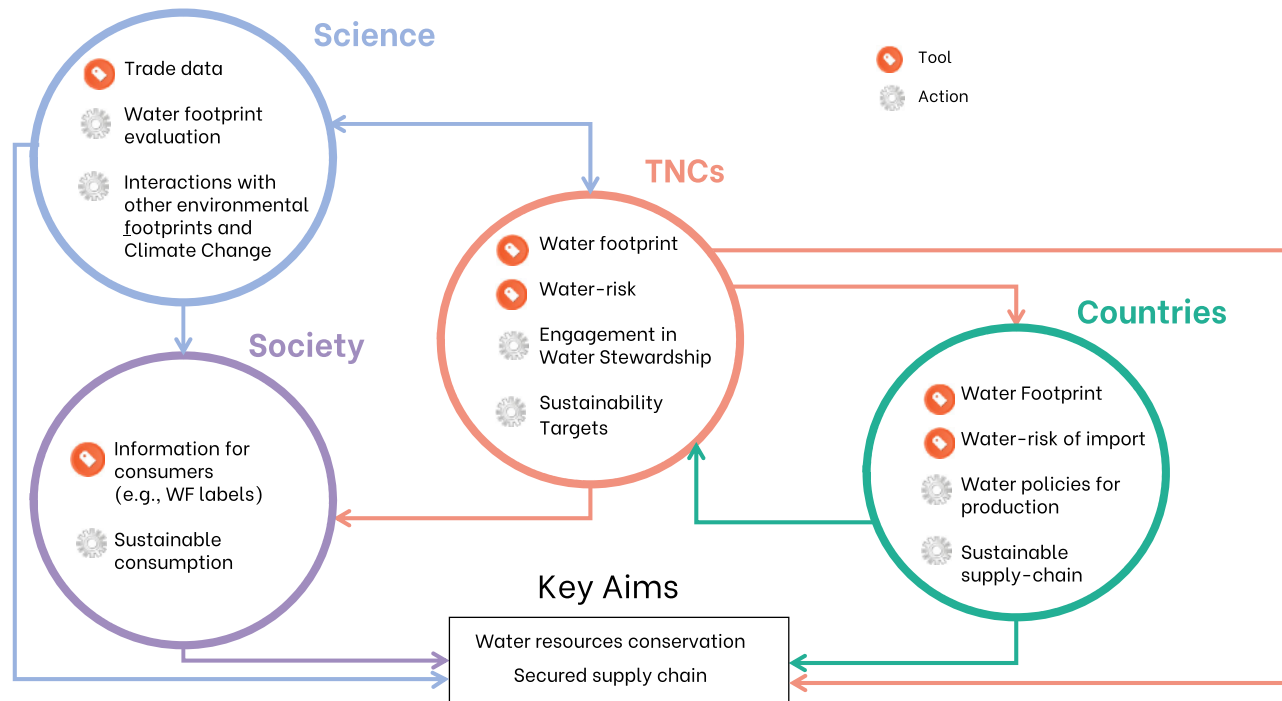 Science
Trade data
Water footprint
evaluation
Interactions with
other environmental
footprints and
Climate Change
Tool
Action
TNCs
Water footprint
Water-risk
Engagement in
Water Stewardship
Sustainability
Targets
Countries
Water Footprint
Water-risk of import
Water policies for
production
Sustainable
supply-chain
Society
Information for
consumers
(e.g., WF labels)
Sustainable
consumption
Key Aims
Water resources conservation
Secured supply chain